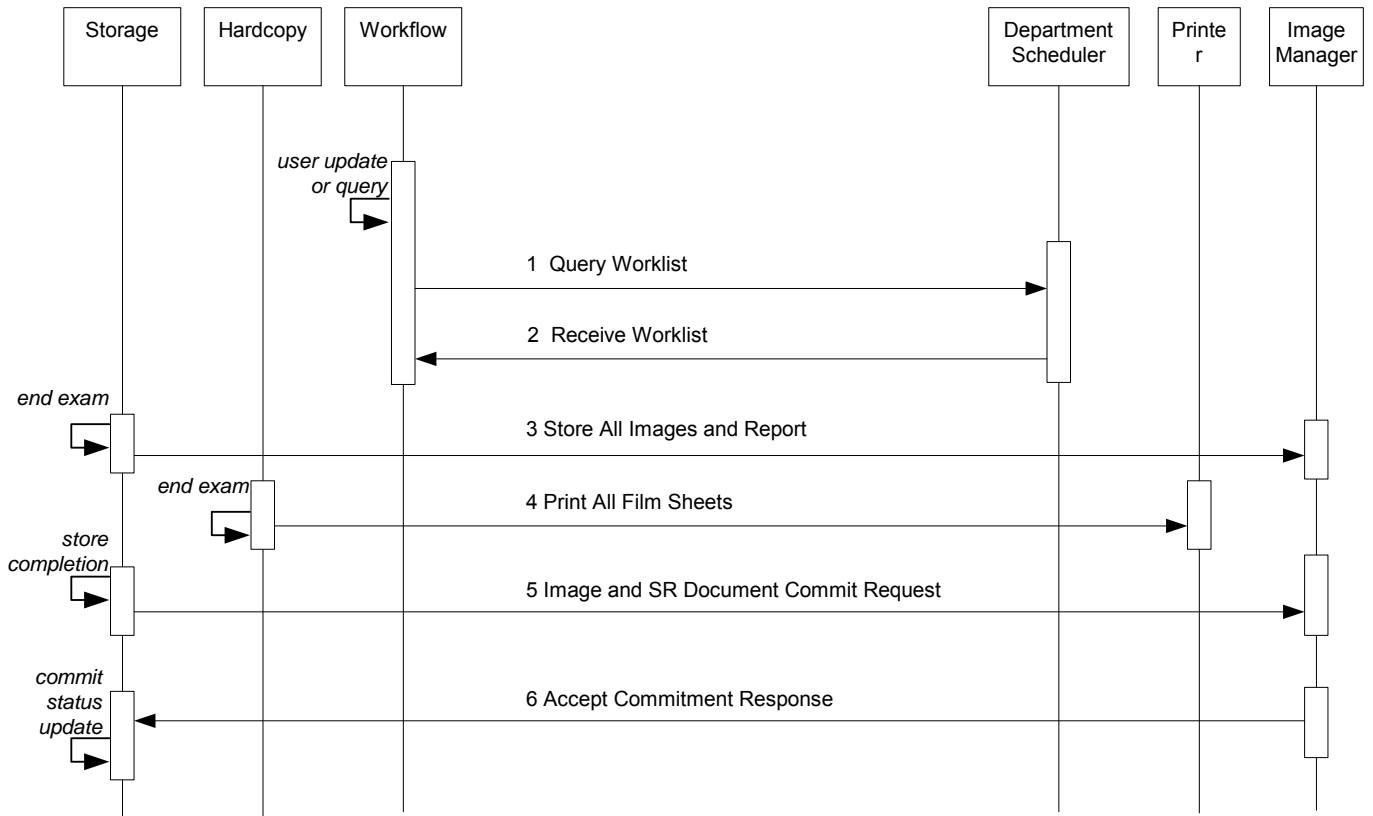 Storage
Hardcopy
Workflow
Department
Scheduler
Printe
r
Image
Manager
user update
or query
1 Query Worklist
2 Receive Worklist
end exam
3 Store All Images and Report
end exam
4 Print All Film Sheets
store
completion
5 Image and SR Document Commit Request
commit
status
update
6 Accept Commitment Response